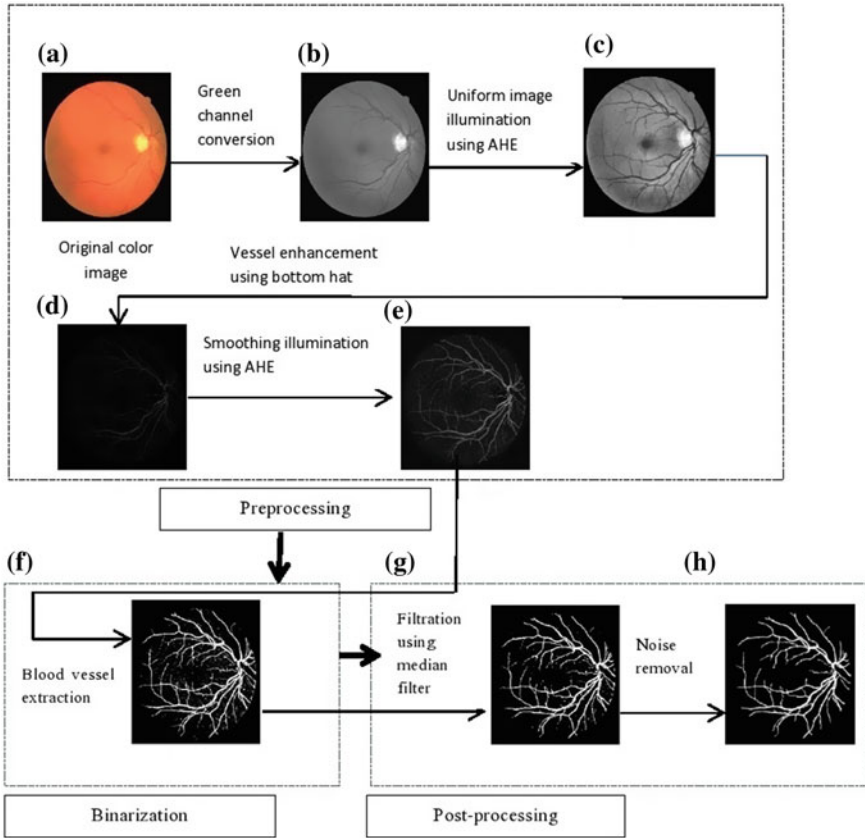 (a)
(b)
(c)
Green
channel
conversion
Uniform image
illumination
using AHE
Original color
image
Vessel enhancement
using bottom hat
(d)
(e)
Smoothing illumination
using AHE
Preprocessing
(f)
(g)
(h)
Blood vessel
extraction
Filtration
using
median
filter
Noise
removal
Binarization
Post-processing